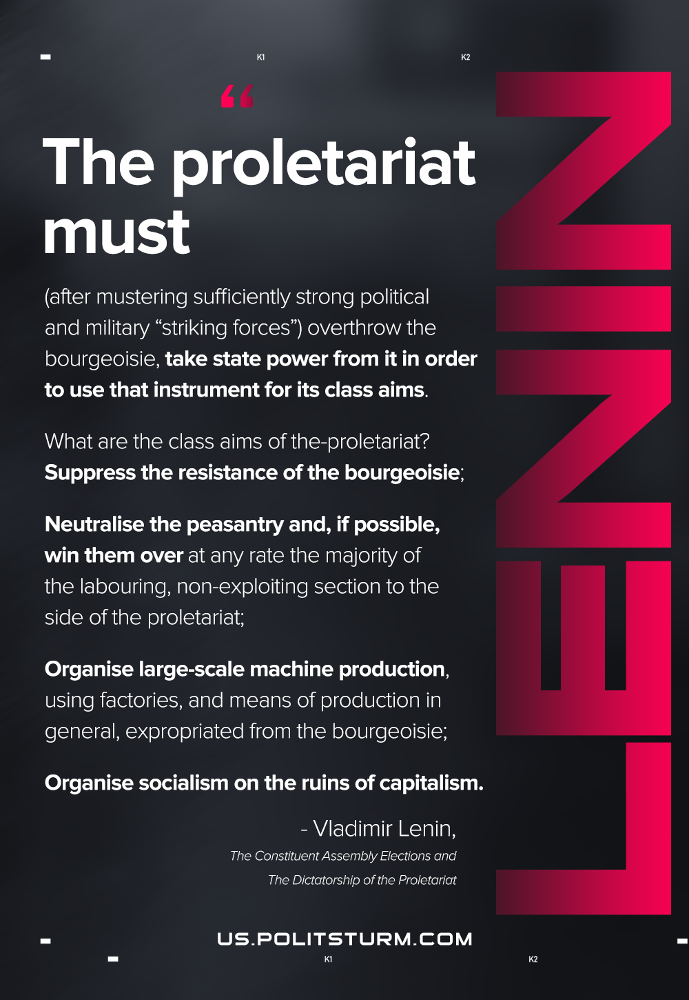 K1 K2
“
The proletariat
must
(after mustering sufficiently strong political
and military “striking forces”) overthrow the
bourgeoisie, take state power from it in order
to use that instrument for its class aims.
What are the class aims of the-proletariat?
Suppress the resistance of the bourgeoisie;
Neutralise the peasantry and, if possible,
win them over at any rate the majority of
the labouring, non-exploiting section to the
side of the proletariat;
Organise large-scale machine production,
using factories, and means of production in
general, expropriated from the bourgeoisie;
Organise socialism on the ruins of capitalism.
- Vladimir Lenin,
The Constituent Assembly Elections and
The Dictatorship of the Proletariat
LENIN
US.POLITSTURM.COM
K1 K2